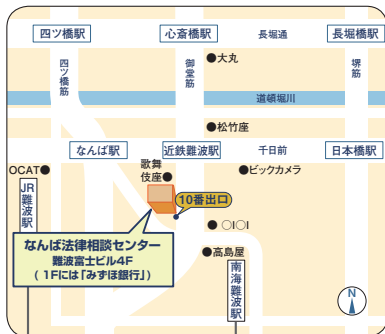 四ツ橋駅
心斎橋駅
長堀通
長堀橋駅
四ツ橋筋
御堂筋
●大丸
堺筋
道頓堀川
●松竹座
なんば駅
近鉄難波駅
千日前
日本橋駅
OCAT●
歌舞
伎座●
●ビックカメラ
JR難波駅
10番出口
● ○I○I
なんば法律相談センター
難波富士ビル4F
( 1Fには「みずほ銀行」)
●高島屋
南海難波駅
N